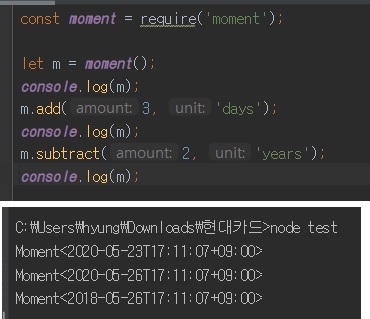 const moment = require('moment');
let m = moment();
console.log(m);
m.add( amount: 3, unit: 'days');
console.log(m);
m.subtract( amount: 2, unit: 'years');
console.log(m);
C:₩Users₩hyung₩Downloads₩현대카드>node test
Moment<2020-05-23T17:11:07+09:00>
Moment<2020-05-26T17:11:07+09:00>
Moment<2018-05-26T17:11:07+09:00>